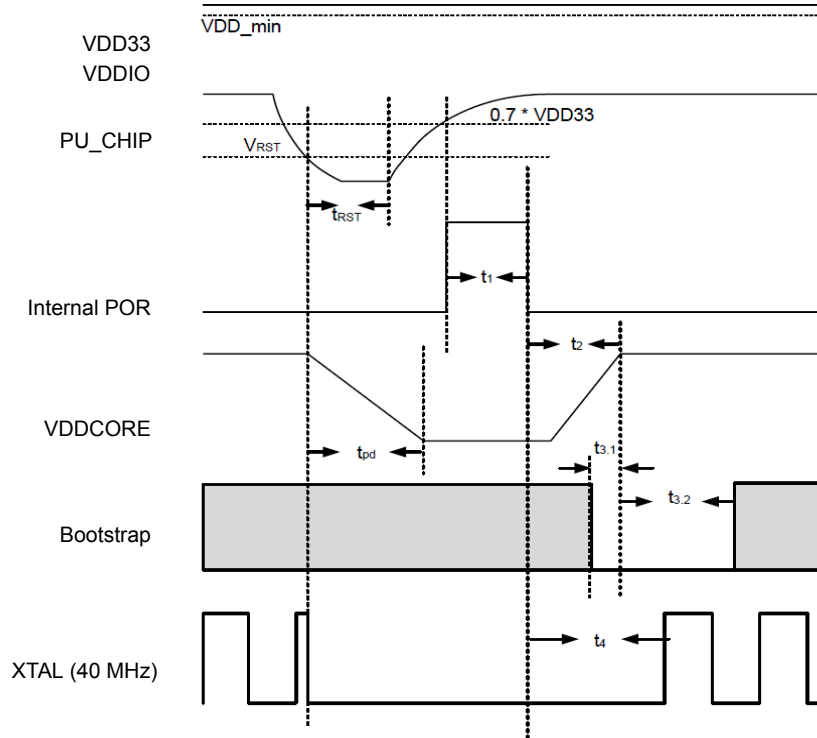 VDD_min
VDD33
VDDIO
0.7 * VDD33
PU_CHIP
VRST
tRST
t1
Internal POR
t2
VDDCORE
t3.1
tpd
t3.2
Bootstrap
t4
XTAL (40 MHz)